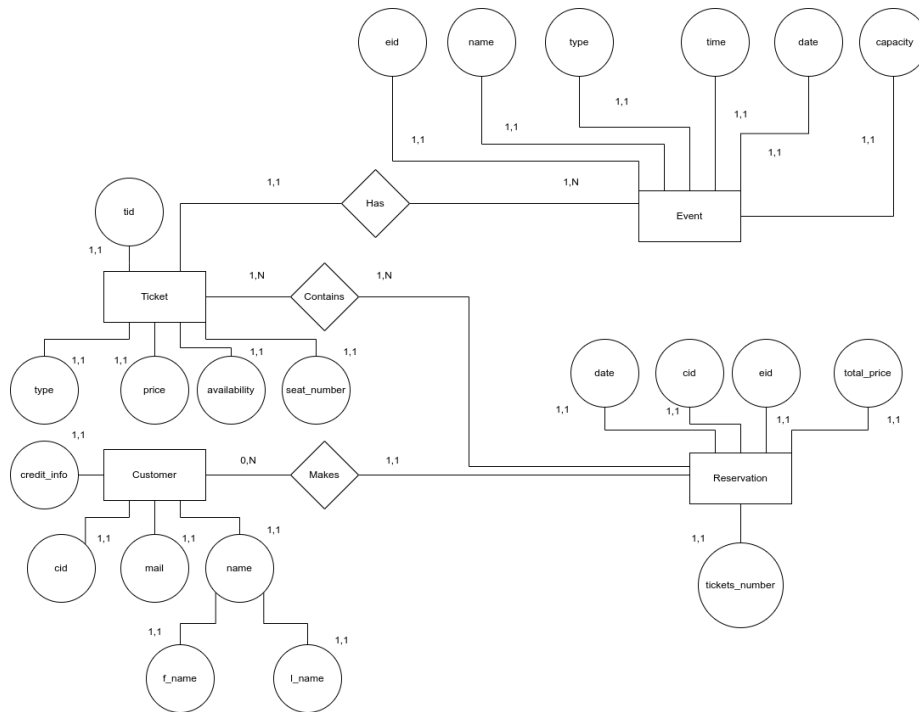 eid
name
type
time
date
capacity
1,1
1,1
1,1
1,1
1,1
1,1
1,1
Has
1,N
Event
tid
1,1
Ticket
1,N
Contains
1,N
1,1
1,1
1,1
1,1
type
price
availability
seat_number
date
cid
eid
total_price
1,1
1,1
1,1
1,1
1,1
credit_info
Customer
0,N
Makes
1,1
Reservation
1,1
1,1
1,1
1,1
cid
mail
name
tickets_number
1,1
1,1
f_name
l_name